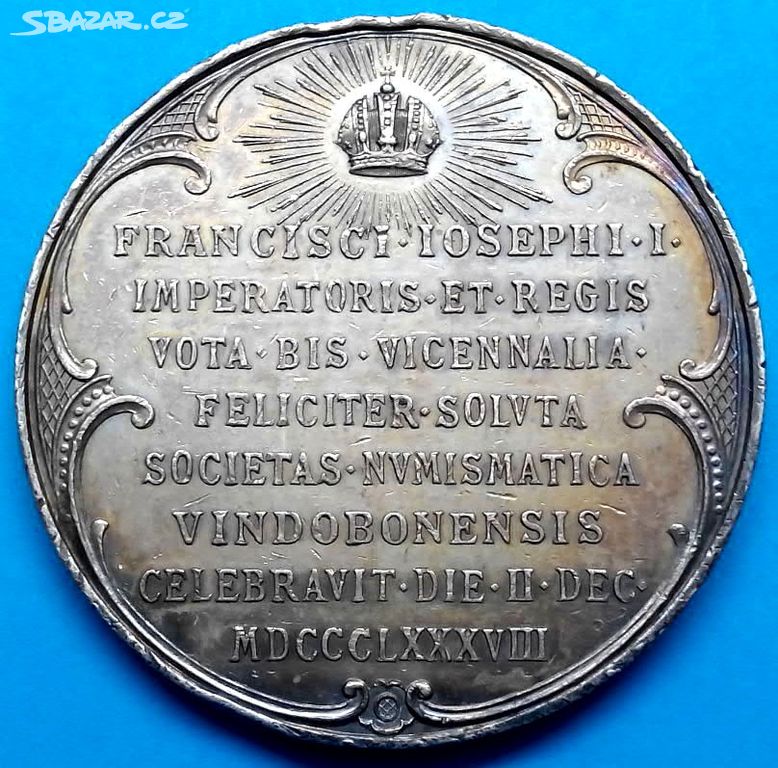 SBAZAR.CZ
FRANCISCI · IOSEPHI · I ·
IMPERATORIS · ET · REGIS
VOTA · BIS · VICENNALIA ·
FELICITER · SOLVTA
SOCIETAS · NVMISMATICA
VINDOBONENSIS
CELEBRAVIT · DIE · II · DEC ·
MDCCCLXXXVIII